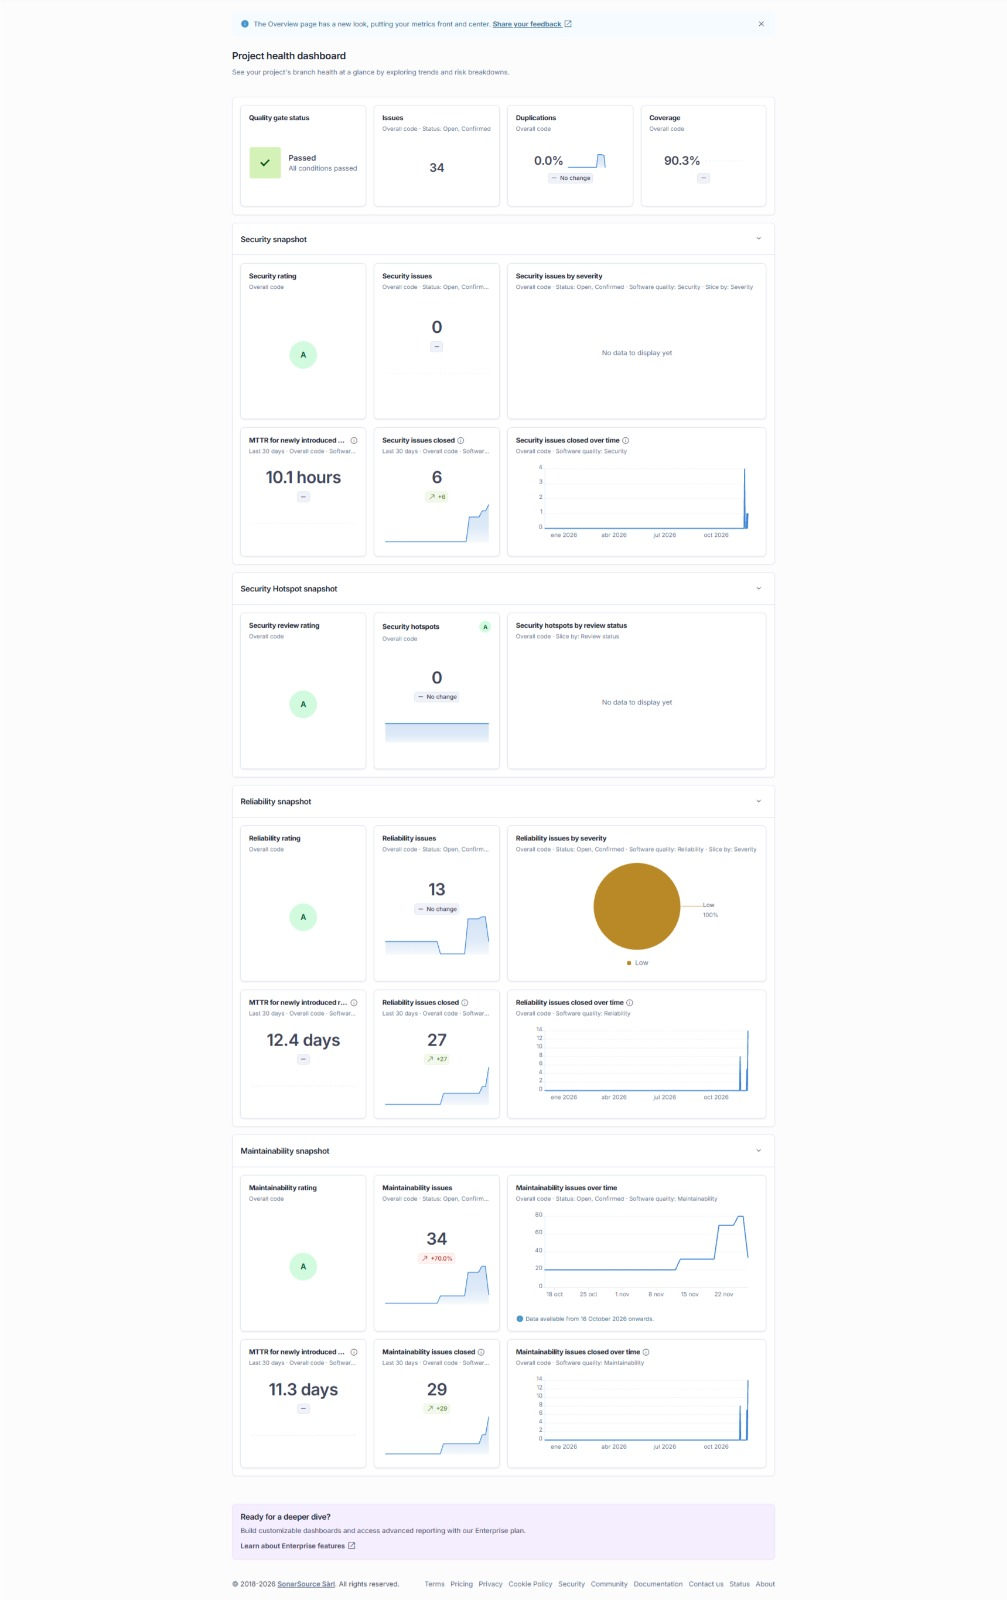 The Overview page has a new look, putting your metrics front and center. Share your feedback
Project health dashboard
See your project's branch health at a glance by exploring trends and risk breakdowns.
Quality gate status
Passed
All conditions passed
Issues
Overall code · Status: Open, Confirmed
34
Duplications
Overall code
0.0%
— No change
Coverage
Overall code
90.3%
—
Security snapshot
Security rating
Overall code
A
Security issues
Overall code · Status: Open, Confirm...
0
—
Security issues by severity
Overall code · Status: Open, Confirmed · Software quality: Security · Slice by: Severity
No data to display yet
MTTR for newly introduced ...
Last 30 days · Overall code · Softwar...
10.1 hours
—
Security issues closed
Last 30 days · Overall code · Softwar...
6
+6
Security issues closed over time
Overall code · Software quality: Security
4
3
2
1
0
ene 2026 abr 2026 jul 2026 oct 2026
Security Hotspot snapshot
Security review rating
Overall code
A
Security hotspots
A
Overall code
0
— No change
Security hotspots by review status
Overall code · Slice by: Review status
No data to display yet
Reliability snapshot
Reliability rating
Overall code
A
Reliability issues
Overall code · Status: Open, Confirm...
13
— No change
Reliability issues by severity
Overall code · Status: Open, Confirmed · Software quality: Reliability · Slice by: Severity
Low
100%
Low
MTTR for newly introduced r...
Last 30 days · Overall code · Softwar...
12.4 days
—
Reliability issues closed
Last 30 days · Overall code · Softwar...
27
+27
Reliability issues closed over time
Overall code · Software quality: Reliability
14
12
10
8
6
4
2
0
ene 2026 abr 2026 jul 2026 oct 2026
Maintainability snapshot
Maintainability rating
Overall code
A
Maintainability issues
Overall code · Status: Open, Confirm...
34
+70.0%
Maintainability issues over time
Overall code · Status: Open, Confirmed · Software quality: Maintainability
80
60
40
20
0
18 oct 25 oct 1 nov 8 nov 15 nov 22 nov
Data available from 16 October 2026 onwards.
MTTR for newly introduced ...
Last 30 days · Overall code · Softwar...
11.3 days
—
Maintainability issues closed
Last 30 days · Overall code · Softwar...
29
+29
Maintainability issues closed over time
Overall code · Software quality: Maintainability
14
12
10
8
6
4
2
0
ene 2026 abr 2026 jul 2026 oct 2026
Ready for a deeper dive?
Build customizable dashboards and access advanced reporting with our Enterprise plan.
Learn about Enterprise features
© 2018-2026 SonarSource Sàrl. All rights reserved. Terms Pricing Privacy Cookie Policy Security Community Documentation Contact us Status About